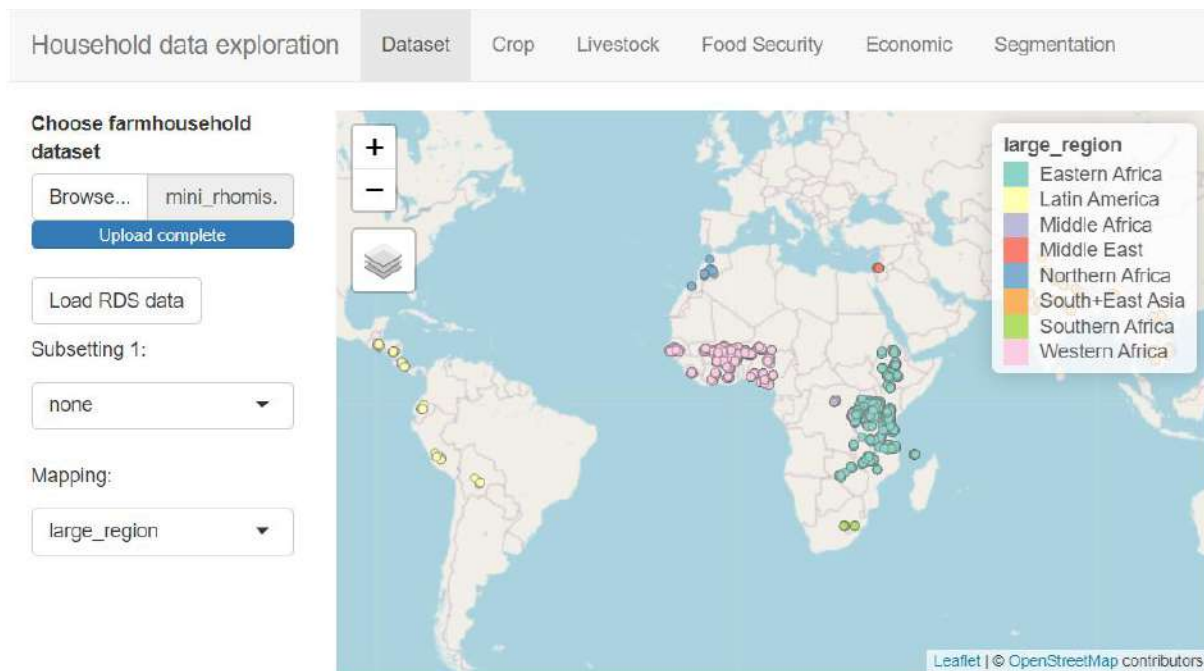 Household data exploration Dataset Crop Livestock Food Security Economic Segmentation
Choose farmhousehold
dataset
Browse... mini_rhomis.
Upload complete
Load RDS data
Subsetting 1:
none
Mapping:
large_region
+
−
large_region
Eastern Africa
Latin America
Middle Africa
Middle East
Northern Africa
South+East Asia
Southern Africa
Western Africa
Leaflet | © OpenStreetMap contributors